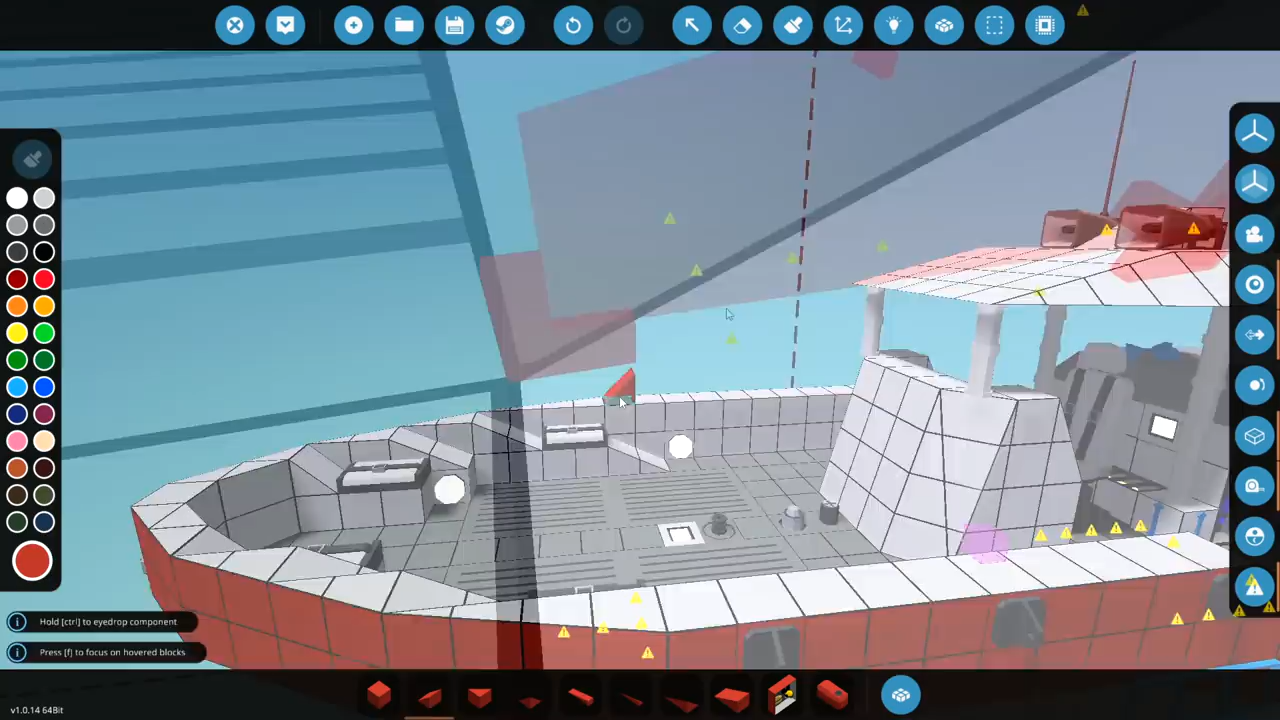 Hold [ctrl] to eyedrop component
Press [f] to focus on hovered blocks
v1.0.14 64Bit